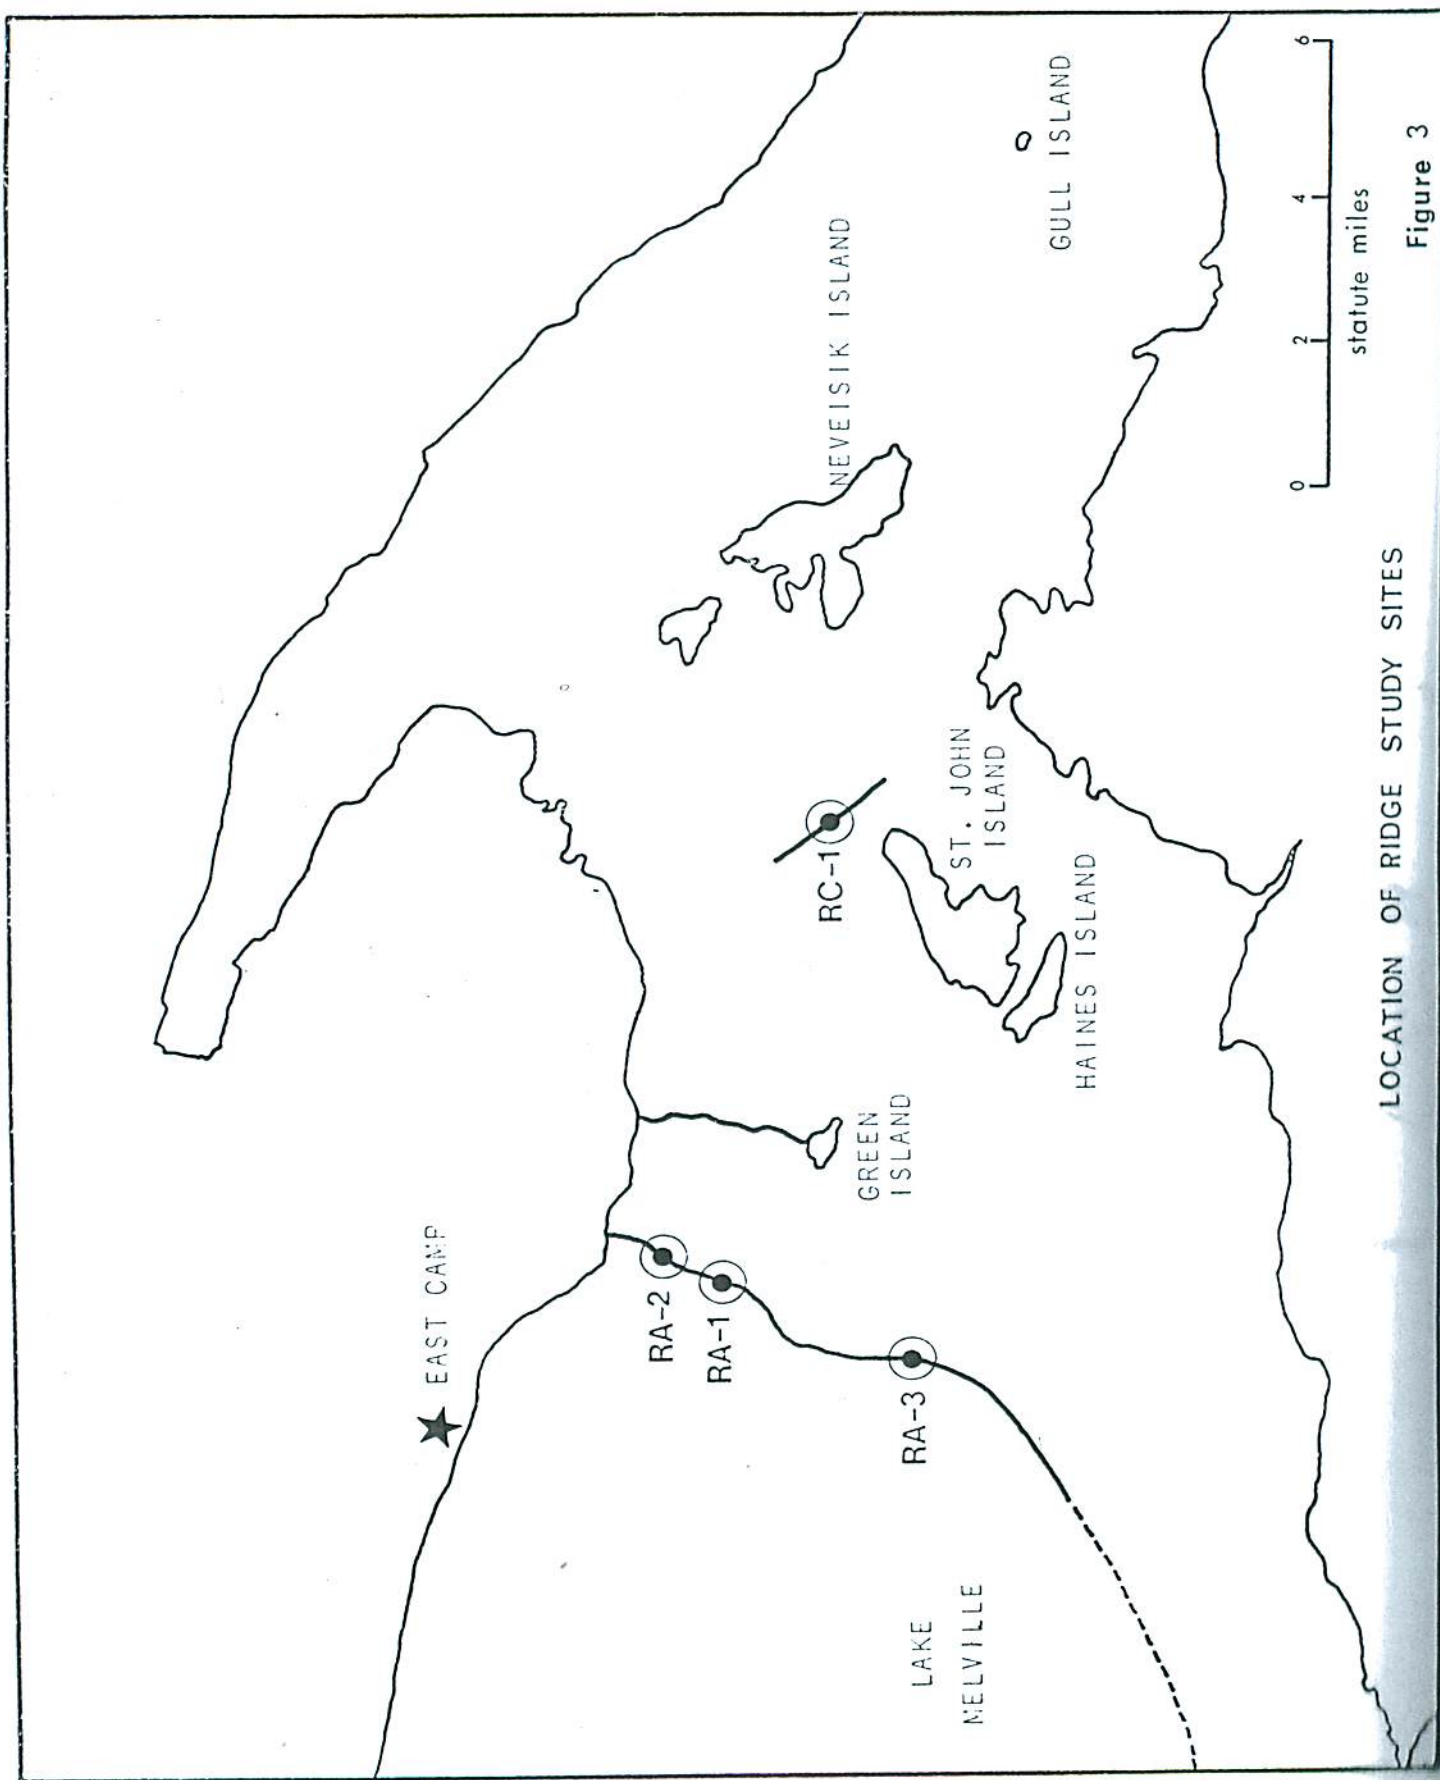 EAST CAMP
NEVEISIK ISLAND
RA-2
RA-1
GREEN
ISLAND
RC-1
RA-3
ST. JOHN
ISLAND
GULL ISLAND
LAKE
MELVILLE
HAINES ISLAND
0 2 4 6
statute miles
LOCATION OF RIDGE STUDY SITES
Figure 3